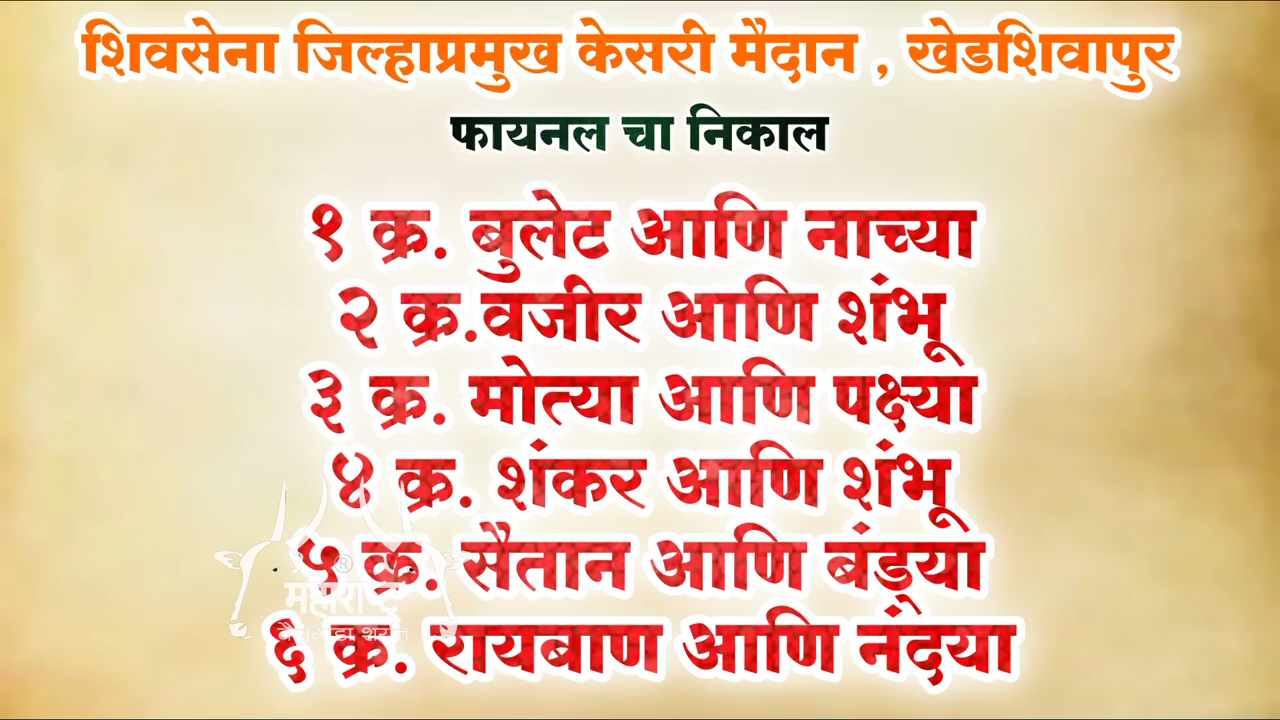 शिवसेना जिल्हाप्रमुख केसरी मैदान , खेडशिवापुर
फायनल चा निकाल
१ क्र. बुलेट आणि नाच्या
२ क्र.वजीर आणि शंभू
३ क्र. मोत्या आणि पक्ष्या
४ क्र. शंकर आणि शंभू
५ क्र. सैतान आणि बंड्या
®
महाराष्ट्र
६ क्र. रायबाण आणि नंदया